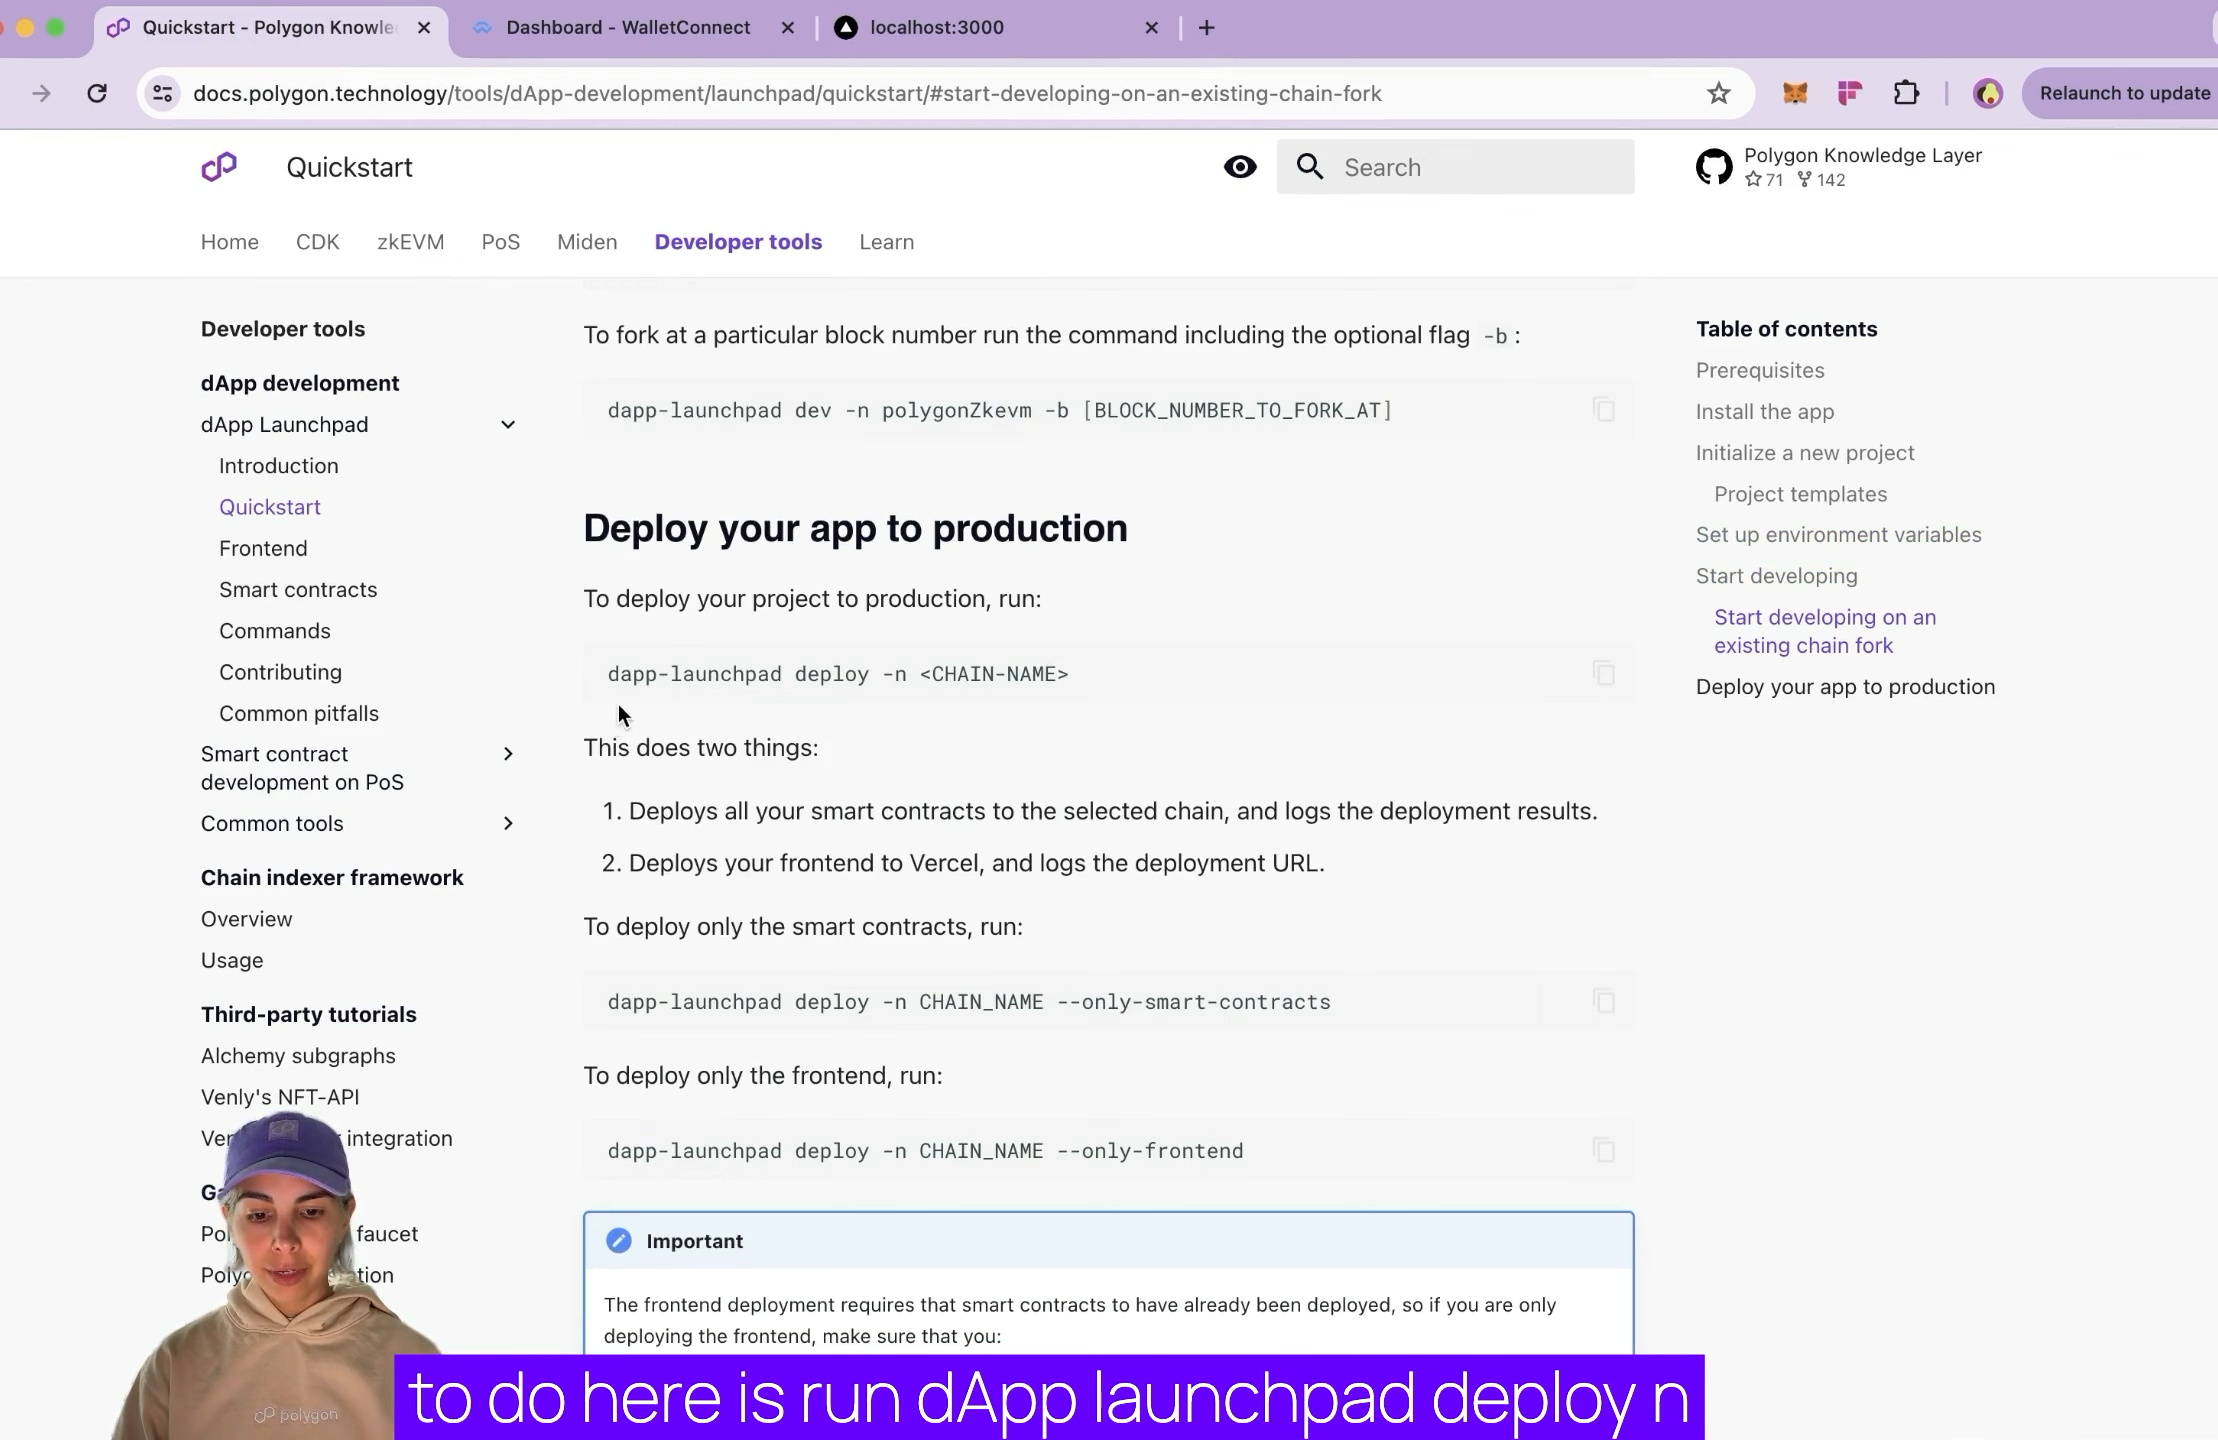 Quickstart - Polygon Knowle
Dashboard - WalletConnect
localhost:3000
docs.polygon.technology/tools/dApp-development/launchpad/quickstart/#start-developing-on-an-existing-chain-fork
Relaunch to update
Quickstart
Search
Polygon Knowledge Layer
71 142
Home CDK zkEVM PoS Miden Developer tools Learn
Developer tools
dApp development
dApp Launchpad
Introduction
Quickstart
Frontend
Smart contracts
Commands
Contributing
Common pitfalls
Smart contract
development on PoS
Common tools
Chain indexer framework
Overview
Usage
Third-party tutorials
Alchemy subgraphs
Venly's NFT-API
integration
faucet
To fork at a particular block number run the command including the optional flag -b :
dapp-launchpad dev -n polygonZkevm -b [BLOCK_NUMBER_TO_FORK_AT]
Deploy your app to production
To deploy your project to production, run:
dapp-launchpad deploy -n <CHAIN-NAME>
This does two things:
1. Deploys all your smart contracts to the selected chain, and logs the deployment results.
2. Deploys your frontend to Vercel, and logs the deployment URL.
To deploy only the smart contracts, run:
dapp-launchpad deploy -n CHAIN_NAME --only-smart-contracts
To deploy only the frontend, run:
dapp-launchpad deploy -n CHAIN_NAME --only-frontend
Important
The frontend deployment requires that smart contracts to have already been deployed, so if you are only
deploying the frontend, make sure that you:
Table of contents
Prerequisites
Install the app
Initialize a new project
Project templates
Set up environment variables
Start developing
Start developing on an
existing chain fork
Deploy your app to production
polygon
to do here is run dApp launchpad deploy n